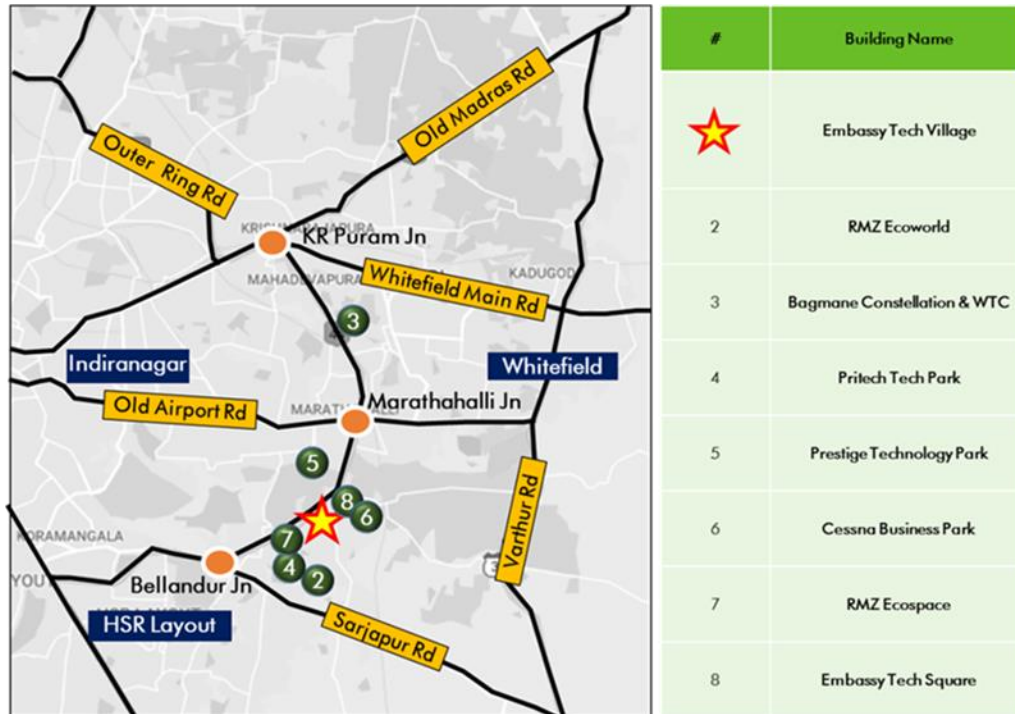 Outer Ring Rd
Old Madras Rd
KR Puram Jn
MAHADEVAPURA
Whitefield Main Rd
KADUGOD
3
Indiranagar
Whitefield
Old Airport Rd
Marathahalli Jn
5
8
6
7
4
2
KORAMANGALA
Bellandur Jn
HSR Layout
Sarjapur Rd
Varthur Rd
3
# Building Name
Embassy Tech Village
2 RMZ Ecoworld
3 Bagmane Constellation & WTC
4 Pritech Tech Park
5 Prestige Technology Park
6 Cessna Business Park
7 RMZ Ecospace
8 Embassy Tech Square